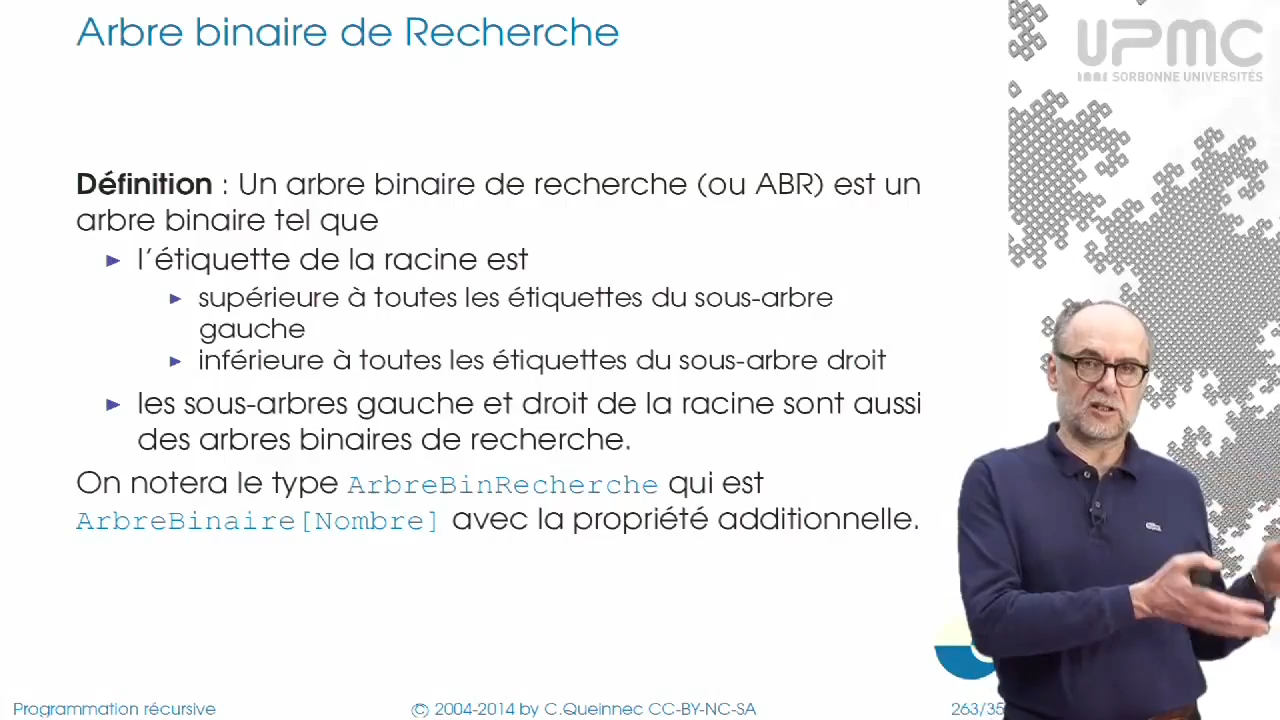 Arbre binaire de Recherche
UPMC
SORBONNE UNIVERSITÉS
Définition : Un arbre binaire de recherche (ou ABR) est un
arbre binaire tel que
l'étiquette de la racine est
supérieure à toutes les étiquettes du sous-arbre
gauche
inférieure à toutes les étiquettes du sous-arbre droit
les sous-arbres gauche et droit de la racine sont aussi
des arbres binaires de recherche.
On notera le type ArbreBinRecherche qui est
ArbreBinaire[Nombre] avec la propriété additionnelle.
Programmation récursive
© 2004-2014 by C.Queinnec CC-BY-NC-SA
263/35